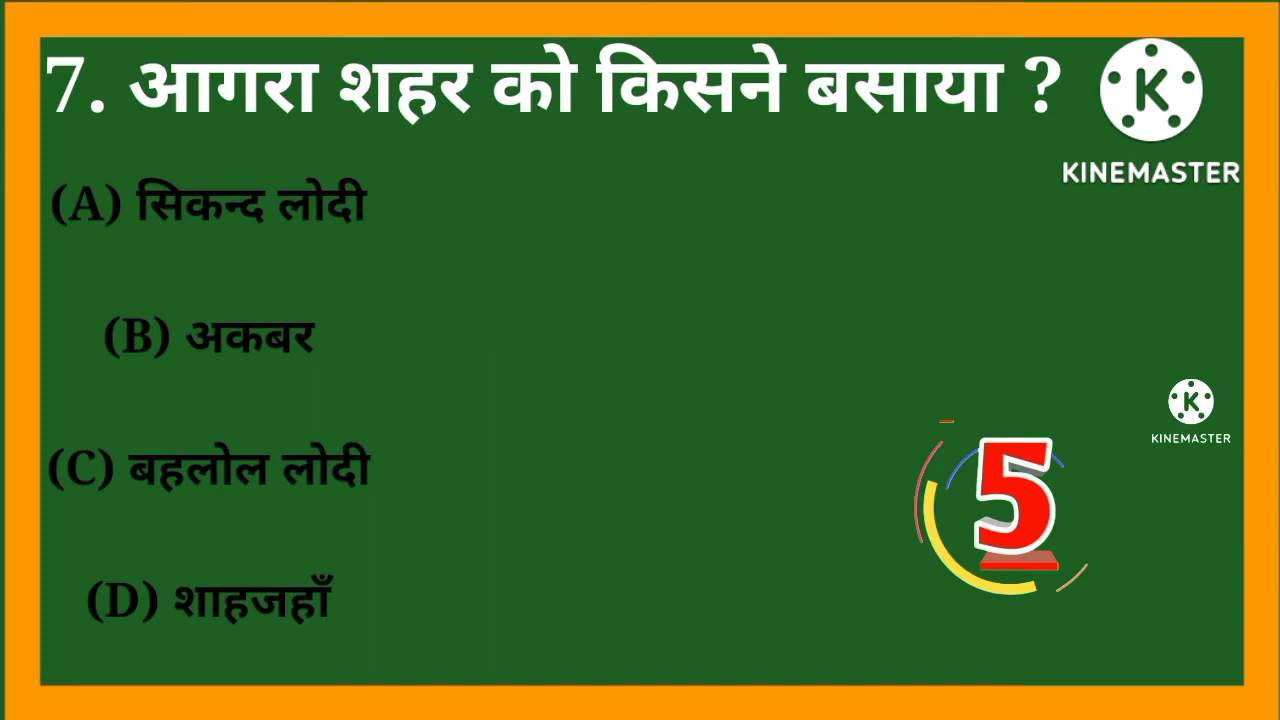 7. आगरा शहर को किसने बसाया ?
KINEMASTER
(A) सिकन्द लोदी
(B) अकबर
(C) बहलोल लोदी
KINEMASTER
5
(D) शाहजहाँ